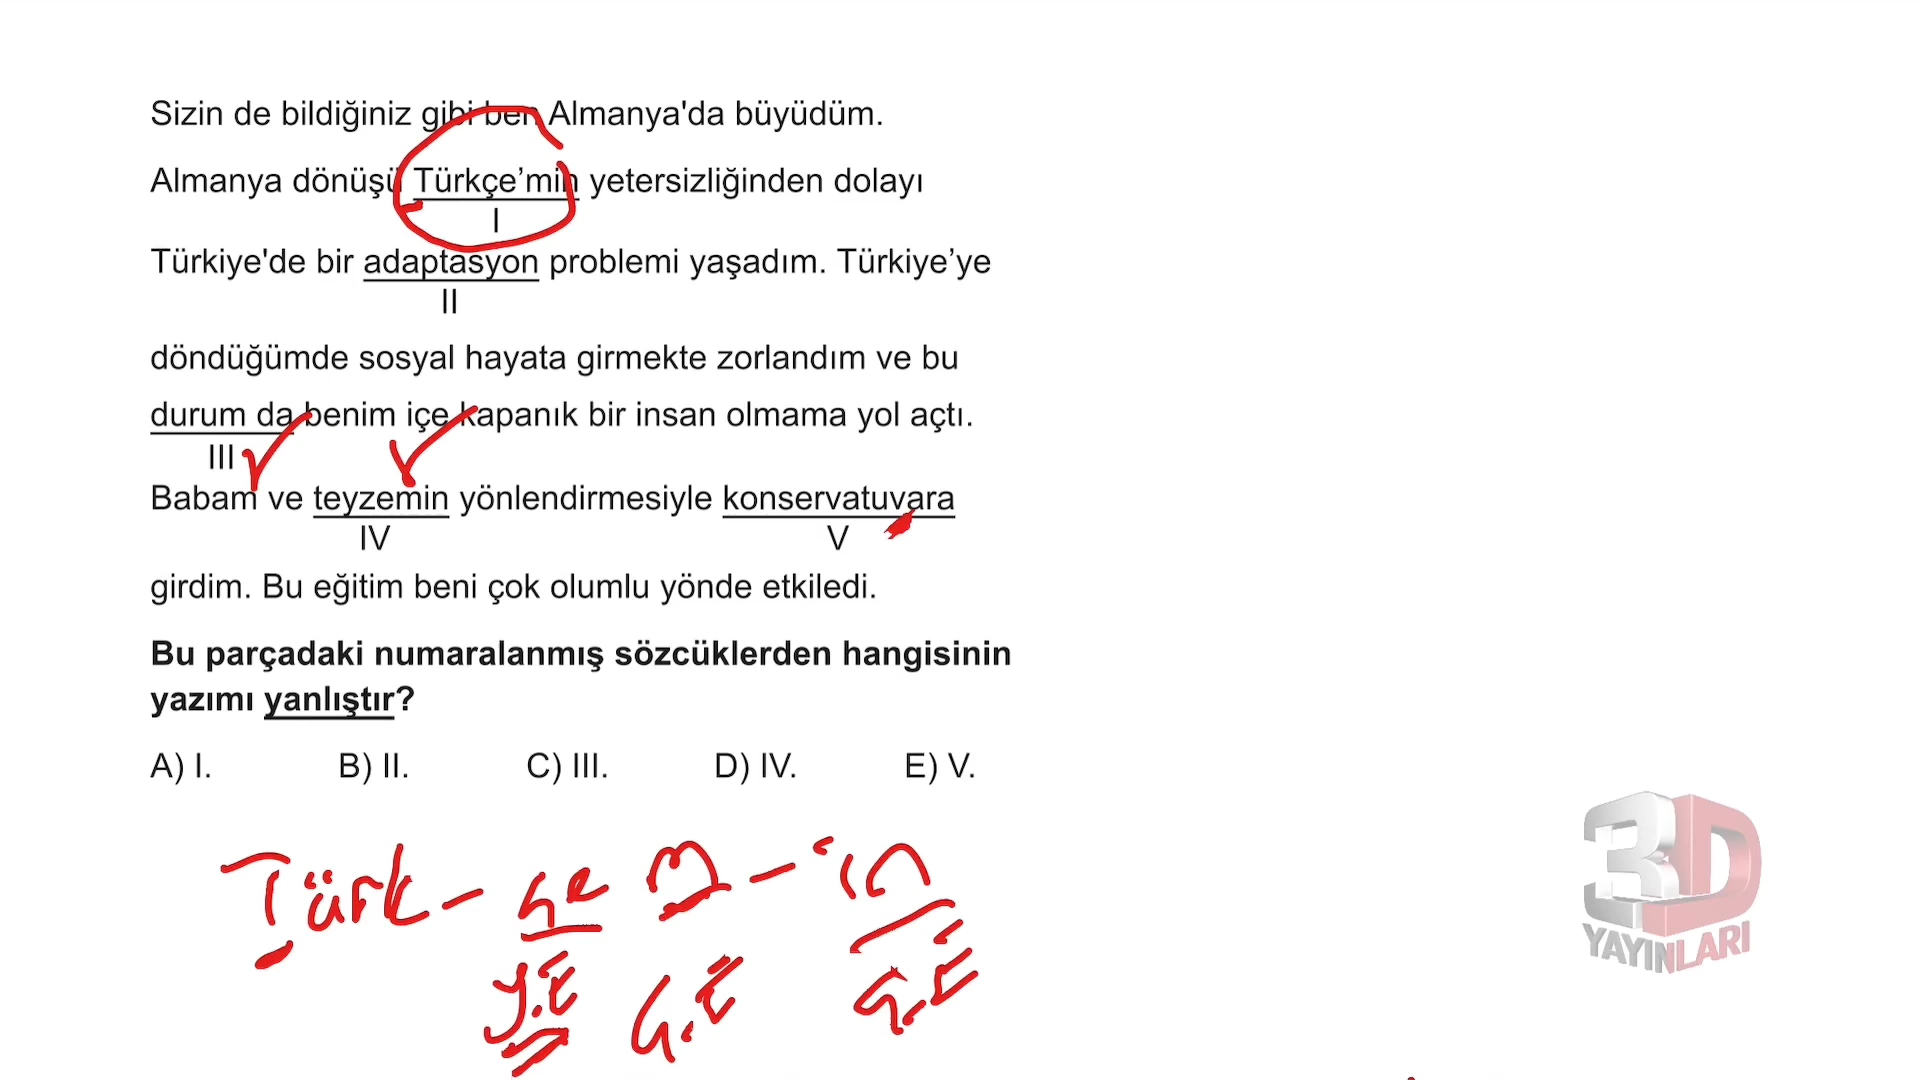 Sizin de bildiğiniz gibi ben Almanya'da büyüdüm.
Almanya dönüşü Türkçe’min yetersizliğinden dolayı
I
Türkiye'de bir adaptasyon problemi yaşadım. Türkiye’ye
II
döndüğümde sosyal hayata girmekte zorlandım ve bu
durum da benim içe kapanık bir insan olmama yol açtı.
III
Babam ve teyzemin yönlendirmesiyle konservatuvara
IV V
girdim. Bu eğitim beni çok olumlu yönde etkiledi.
Bu parçadaki numaralanmış sözcüklerden hangisinin
yazımı yanlıştır?
A) I. B) II. C) III. D) IV. E) V.
Türk - çe m - in
Y.E Ç.E Ç.E
3D
YAYINLARI